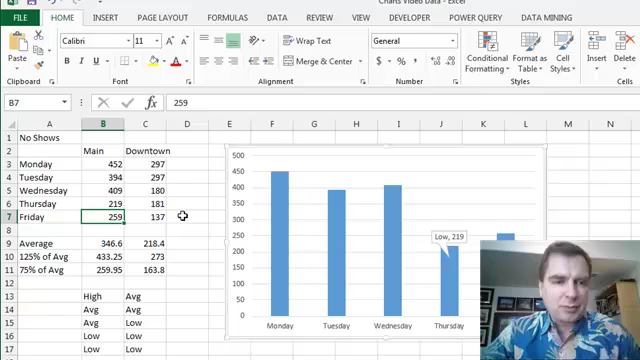 Charts Video Data - Excel
FILE HOME INSERT PAGE LAYOUT FORMULAS DATA REVIEW VIEW DEVELOPER POWER QUERY DATA MINING
Calibri 11 Wrap Text General
Paste B I U Merge & Center $ % Conditional Formatting Format as Table Cell Styles Insert Delete
Clipboard Font Alignment Number Styles Cells
B7 fx 259
A B C D E F G H I J K L M N
1 No Shows
2 Main Downtown
3 Monday 452 297
4 Tuesday 394 297
5 Wednesday 409 180
6 Thursday 219 181
7 Friday 259 137
8
9 Average 346.6 218.4
10 125% of Avg 433.25 273
11 75% of Avg 259.95 163.8
12
13 High Avg
14 Avg Avg
15 Avg Low
16 Low Low
17 Low Low
500
450
400
350
300
250
200
150
100
50
0
Low, 219
Monday Tuesday Wednesday Thursday